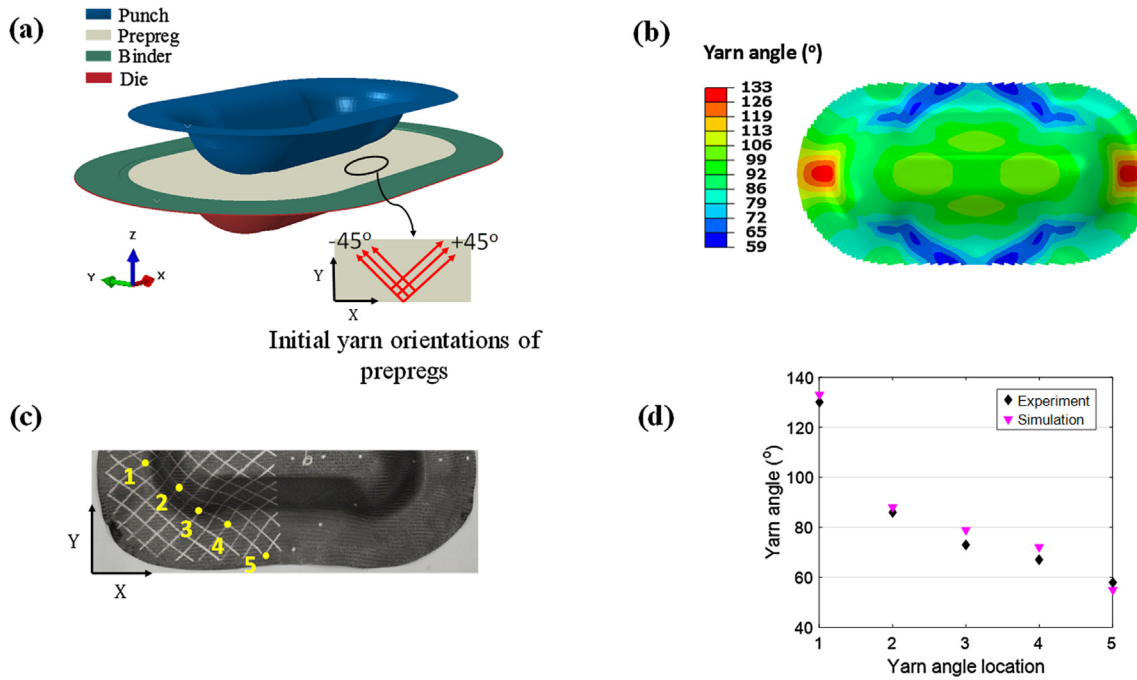 (a)
Punch
Prepreg
Binder
Die
Z
Y
X
-45°
+45°
Y
X
Initial yarn orientations of
prepregs
(b)
Yarn angle (°)
133
126
119
113
106
99
92
86
79
72
65
59
(c)
1
2
3
4
5
Y
X
(d)
140
120
100
80
60
40
1
2
3
4
5
Yarn angle (°)
Yarn angle location
Experiment
Simulation